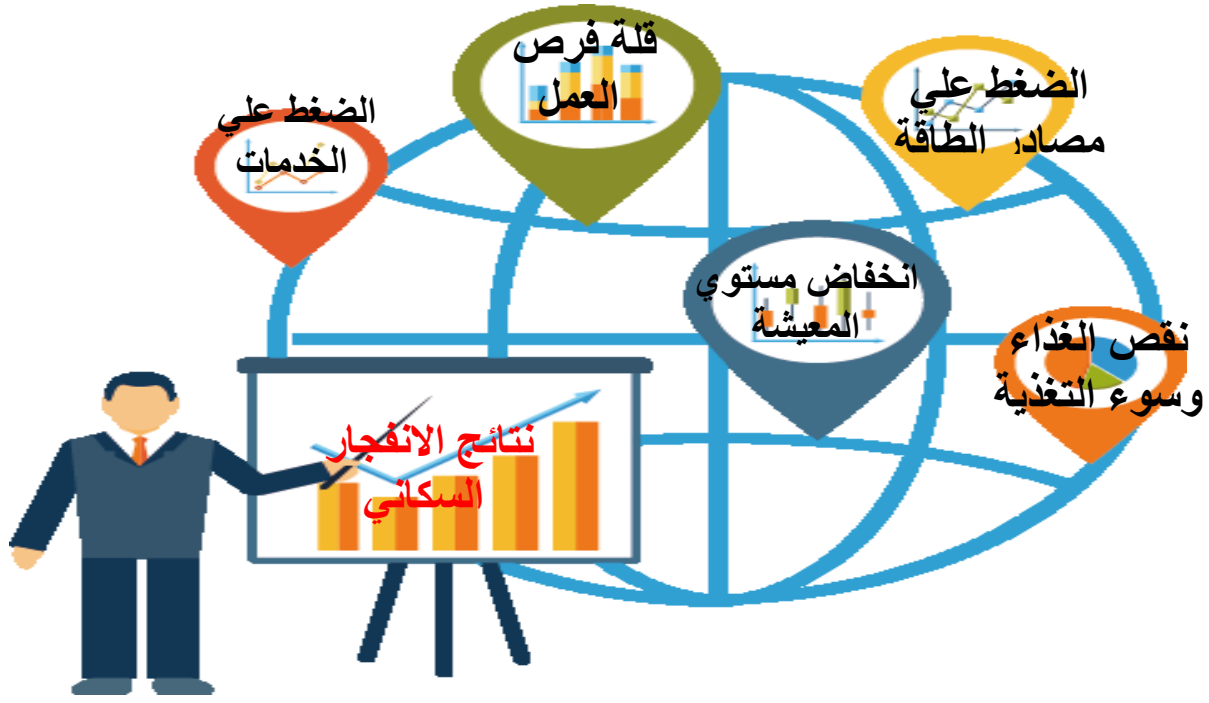 نتائج الانفجار
السكاني
الضغط علي
مصادر الطاقة
قلة فرص
العمل
الضغط علي
الخدمات
انخفاض مستوي
المعيشة
نقص الغذاء
وسوء التغذية